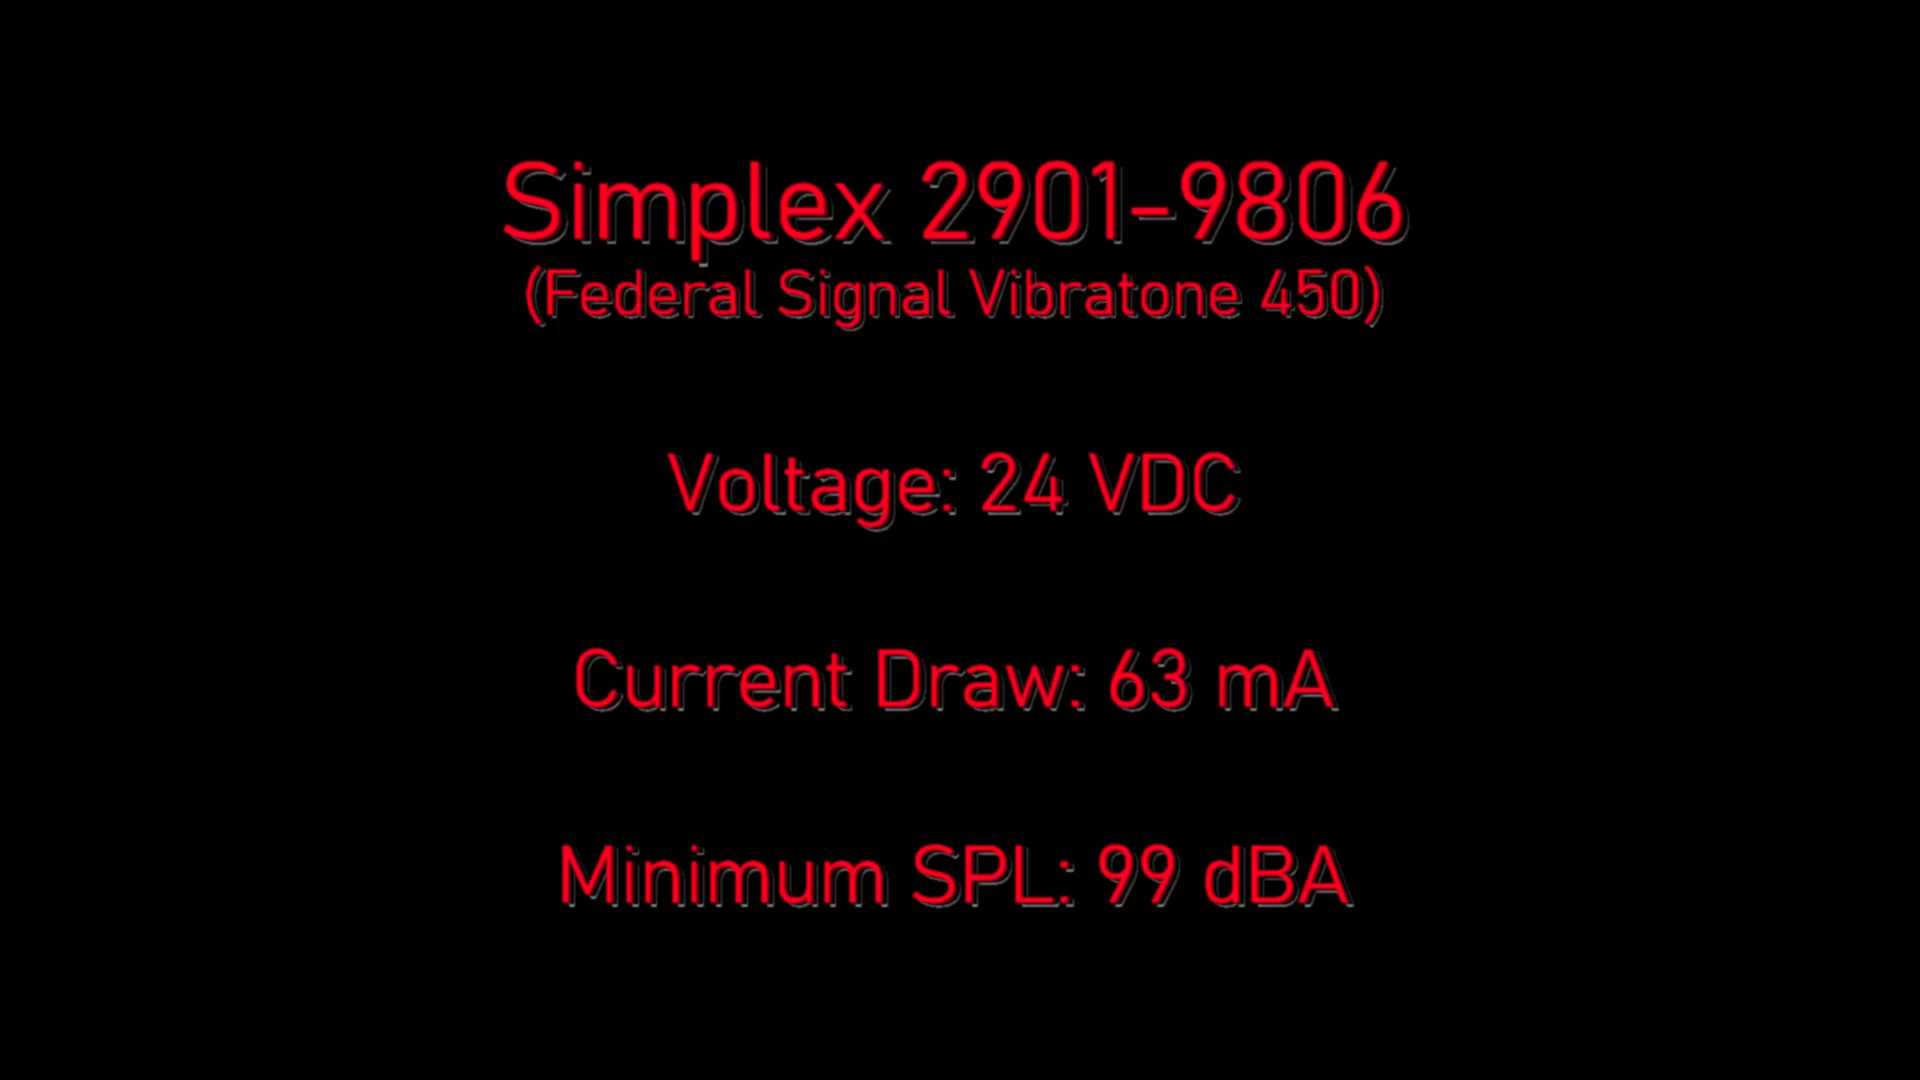 Simplex 2901-9806
(Federal Signal Vibratone 450)
Voltage: 24 VDC
Current Draw: 63 mA
Minimum SPL: 99 dBA